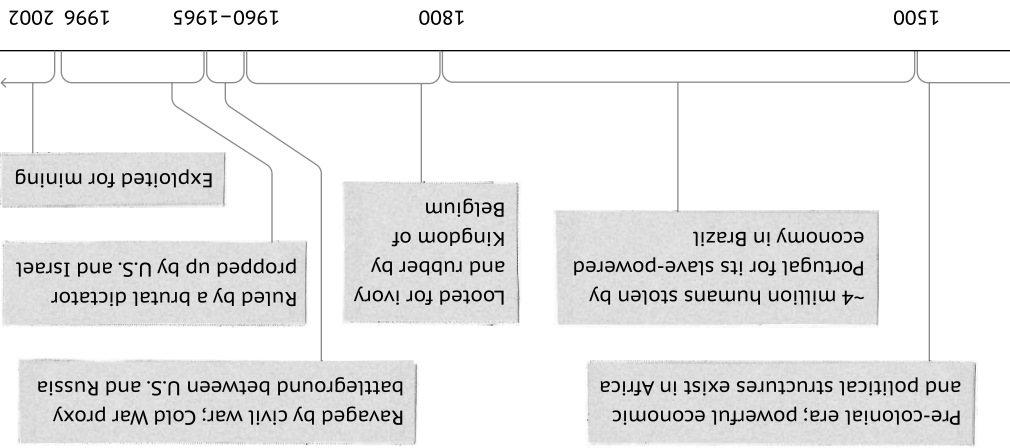 Pre-colonial era; powerful economic
and political structures exist in Africa
Ravaged by civil war; Cold War proxy
battleground between U.S. and Russia
~4 million humans stolen by
Portugal for its slave-powered
economy in Brazil
Looted for ivory
and rubber by
Kingdom of
Belgium
Ruled by a brutal dictator
propped up by U.S. and Israel
Exploited for mining
1500
1800
1960–1965
1996
2002